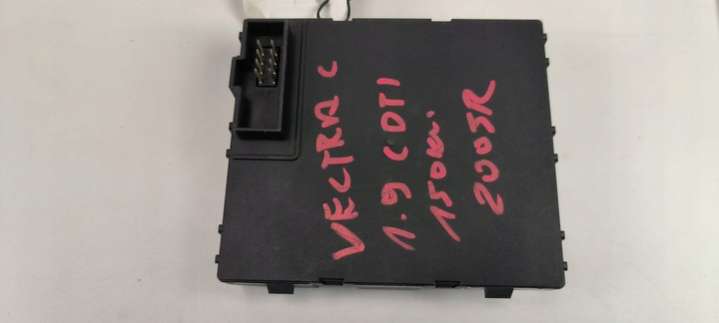 VECTRA C
1.9 CDTI
150km.
2005R